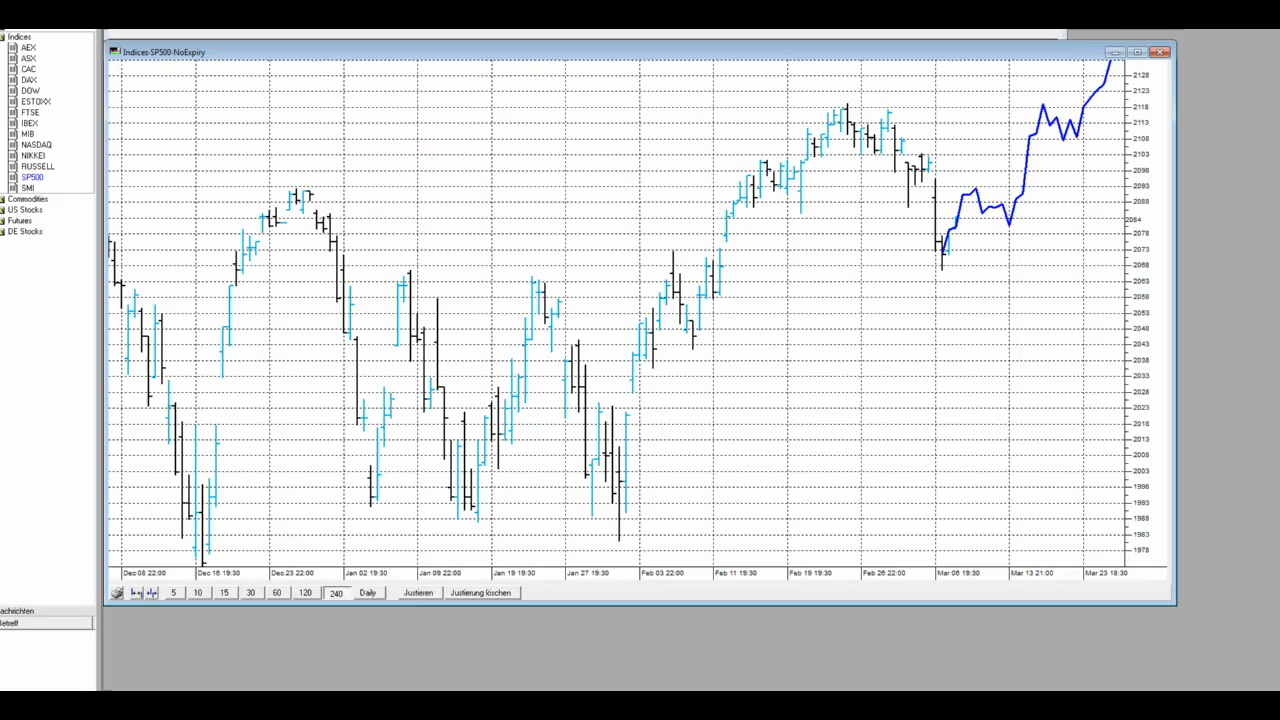 Indices
AEX
ASX
CAC
DAX
DOW
ESTOXX
FTSE
IBEX
MIB
NASDAQ
NIKKEI
RUSSELL
SP500
SMI
Commodities
US Stocks
Futures
DE Stocks
achrichten
Betreff
Indices-SP500-NoExpiry
2128
2123
2118
2113
2108
2103
2098
2093
2088
2084
2078
2073
2068
2063
2058
2053
2048
2043
2038
2033
2028
2023
2018
2013
2008
2003
1998
1993
1988
1983
1978
Dec 08 22:00 Dec 16 19:30 Dec 23 22:00 Jan 02 19:30 Jan 09 22:00 Jan 19 19:30 Jan 27 19:30 Feb 03 22:00 Feb 11 19:30 Feb 19 19:30 Feb 26 22:00 Mar 06 19:30 Mar 13 21:00 Mar 23 18:30
5 10 15 30 60 120 240 Daily Justieren Justierung löschen